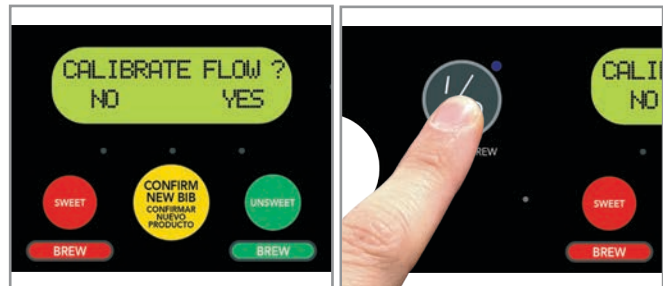 CALIBRATE FLOW ?
NO YES
SWEET
CONFIRM
NEW BIB
CONFIRMAR
NUEVO
PRODUCTO
UNSWEET
BREW
BREW
CALI
NO
SWEET
BREW